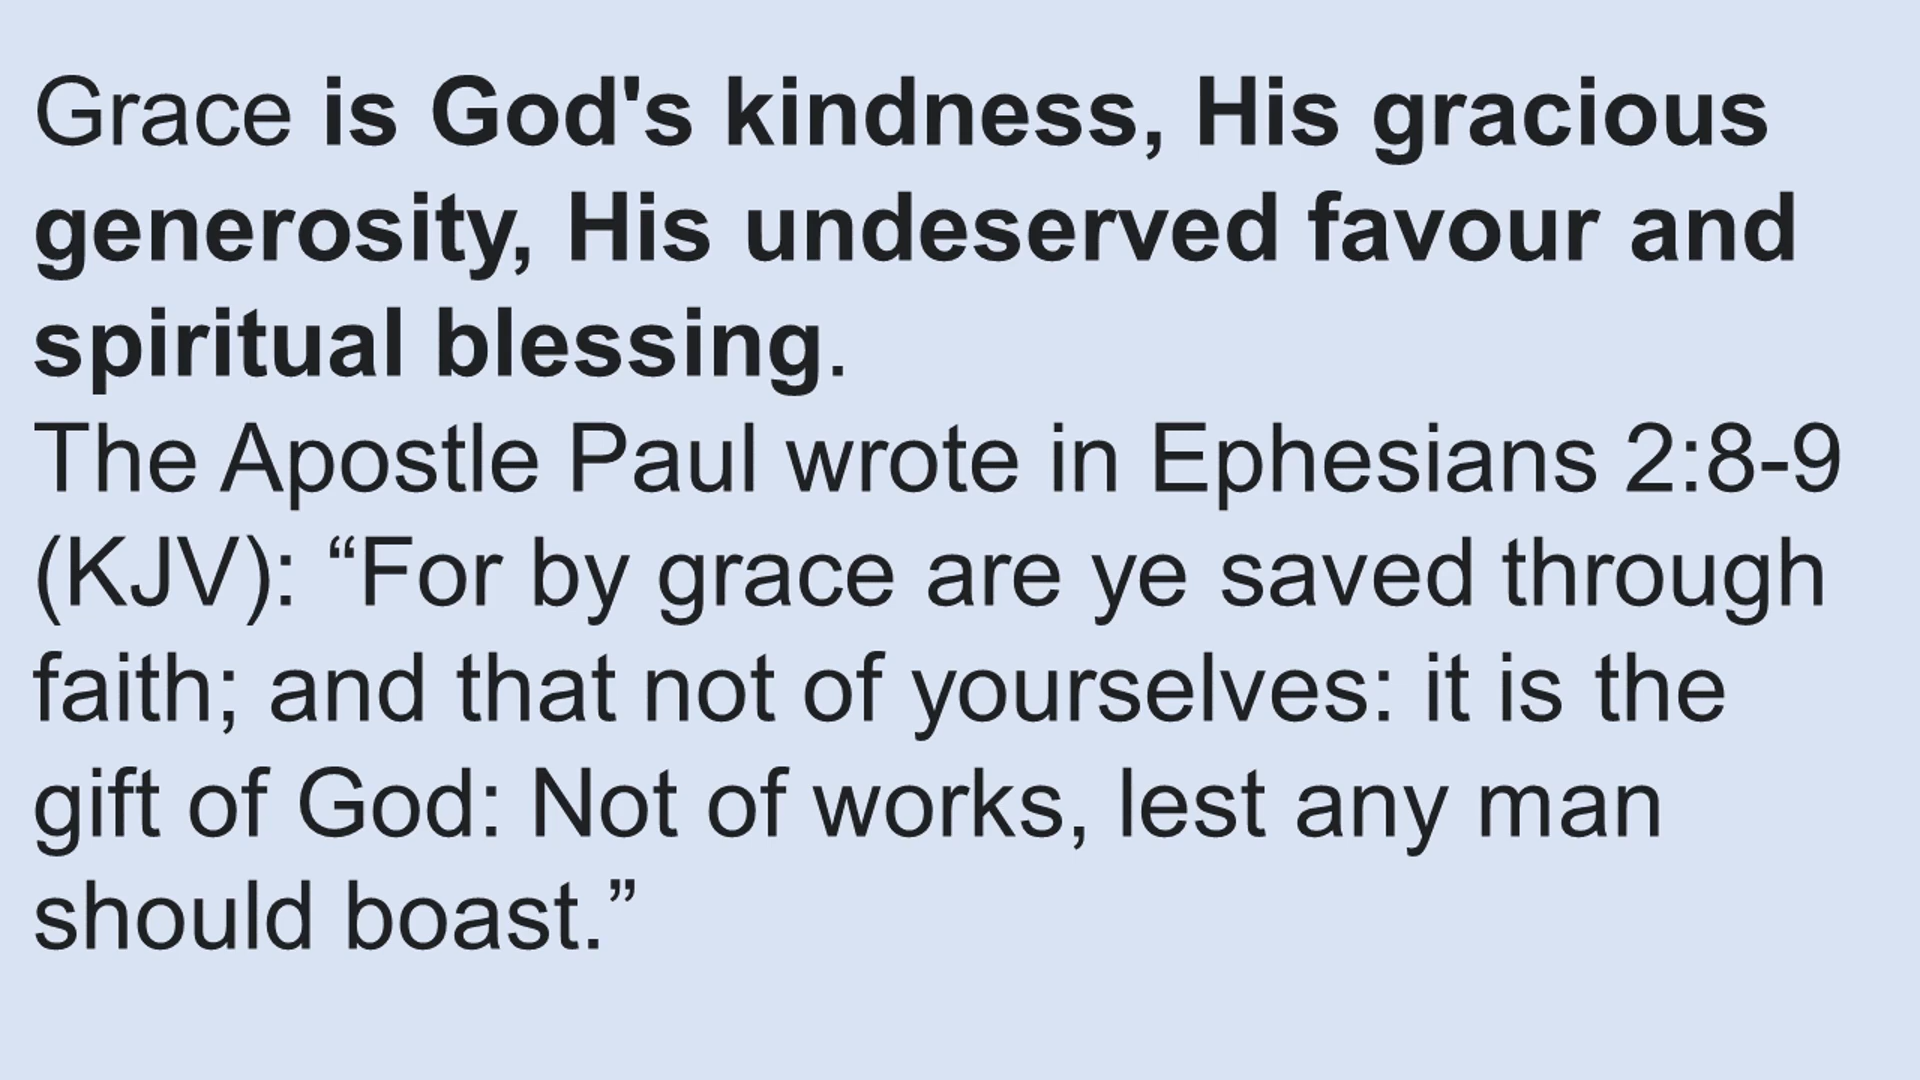 Grace is God's kindness, His gracious
generosity, His undeserved favour and
spiritual blessing.
The Apostle Paul wrote in Ephesians 2:8-9
(KJV): “For by grace are ye saved through
faith; and that not of yourselves: it is the
gift of God: Not of works, lest any man
should boast.”